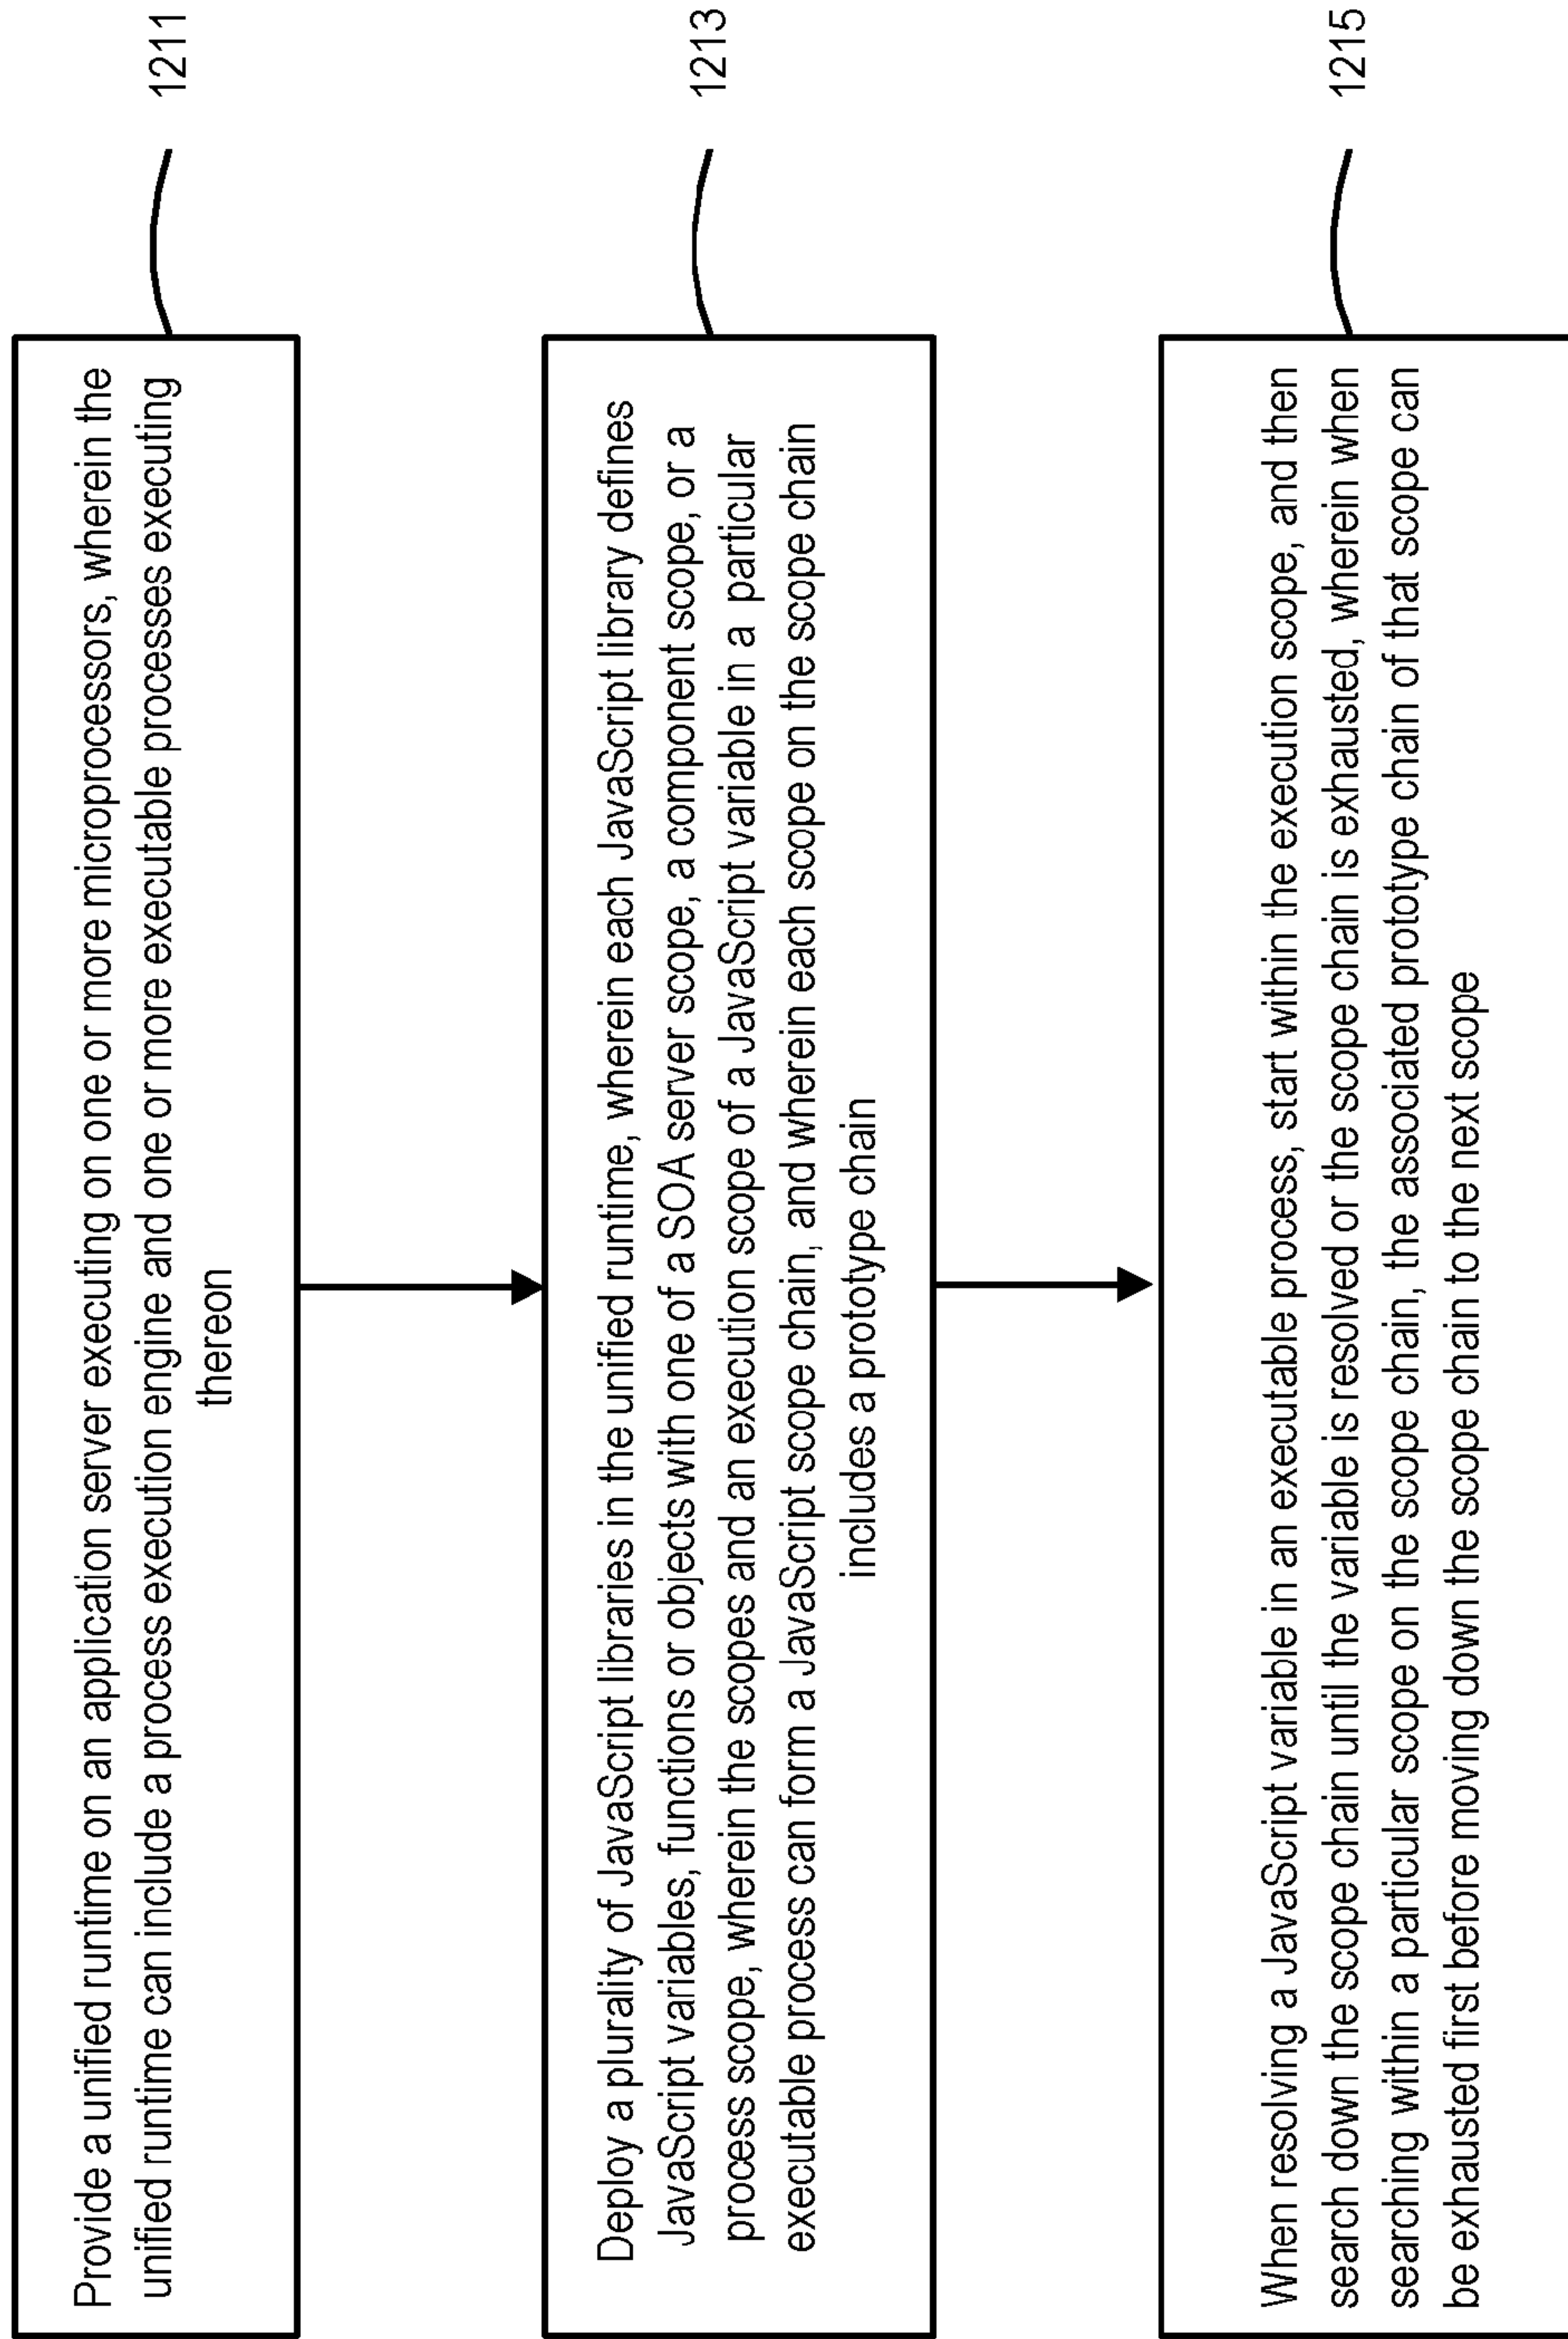 Provide a unified runtime on an application server executing on one or more microprocessors, wherein the
unified runtime can include a process execution engine and one or more executable processes executing
thereon
1211
Deploy a plurality of JavaScript libraries in the unified runtime, wherein each JavaScript library defines
JavaScript variables, functions or objects with one of a SOA server scope, a component scope, or a
process scope, wherein the scopes and an execution scope of a JavaScript variable in a particular
executable process can form a JavaScript scope chain, and wherein each scope on the scope chain
includes a prototype chain
1213
When resolving a JavaScript variable in an executable process, start within the execution scope, and then
search down the scope chain until the variable is resolved or the scope chain is exhausted, wherein when
searching within a particular scope on the scope chain, the associated prototype chain of that scope can
be exhausted first before moving down the scope chain to the next scope
1215